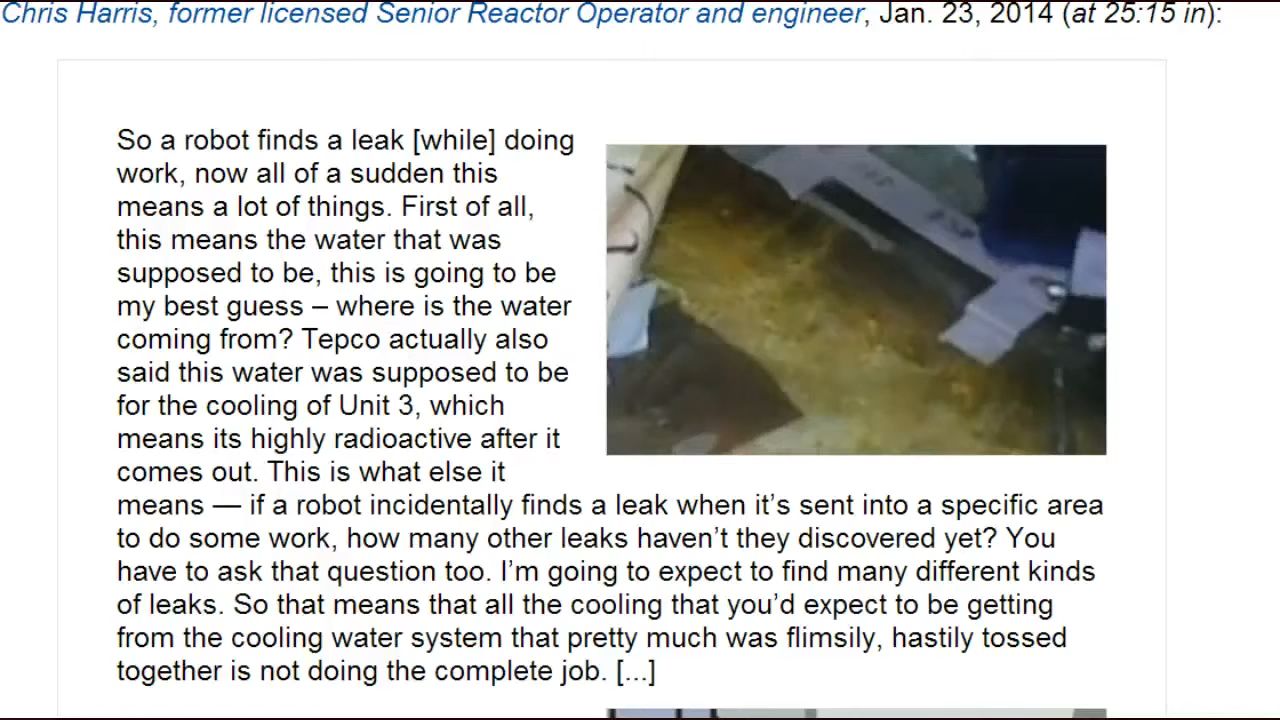 Chris Harris, former licensed Senior Reactor Operator and engineer, Jan. 23, 2014 (at 25:15 in):
So a robot finds a leak [while] doing
work, now all of a sudden this
means a lot of things. First of all,
this means the water that was
supposed to be, this is going to be
my best guess – where is the water
coming from? Tepco actually also
said this water was supposed to be
for the cooling of Unit 3, which
means its highly radioactive after it
comes out. This is what else it
means — if a robot incidentally finds a leak when it’s sent into a specific area
to do some work, how many other leaks haven’t they discovered yet? You
have to ask that question too. I’m going to expect to find many different kinds
of leaks. So that means that all the cooling that you’d expect to be getting
from the cooling water system that pretty much was flimsily, hastily tossed
together is not doing the complete job. [...]